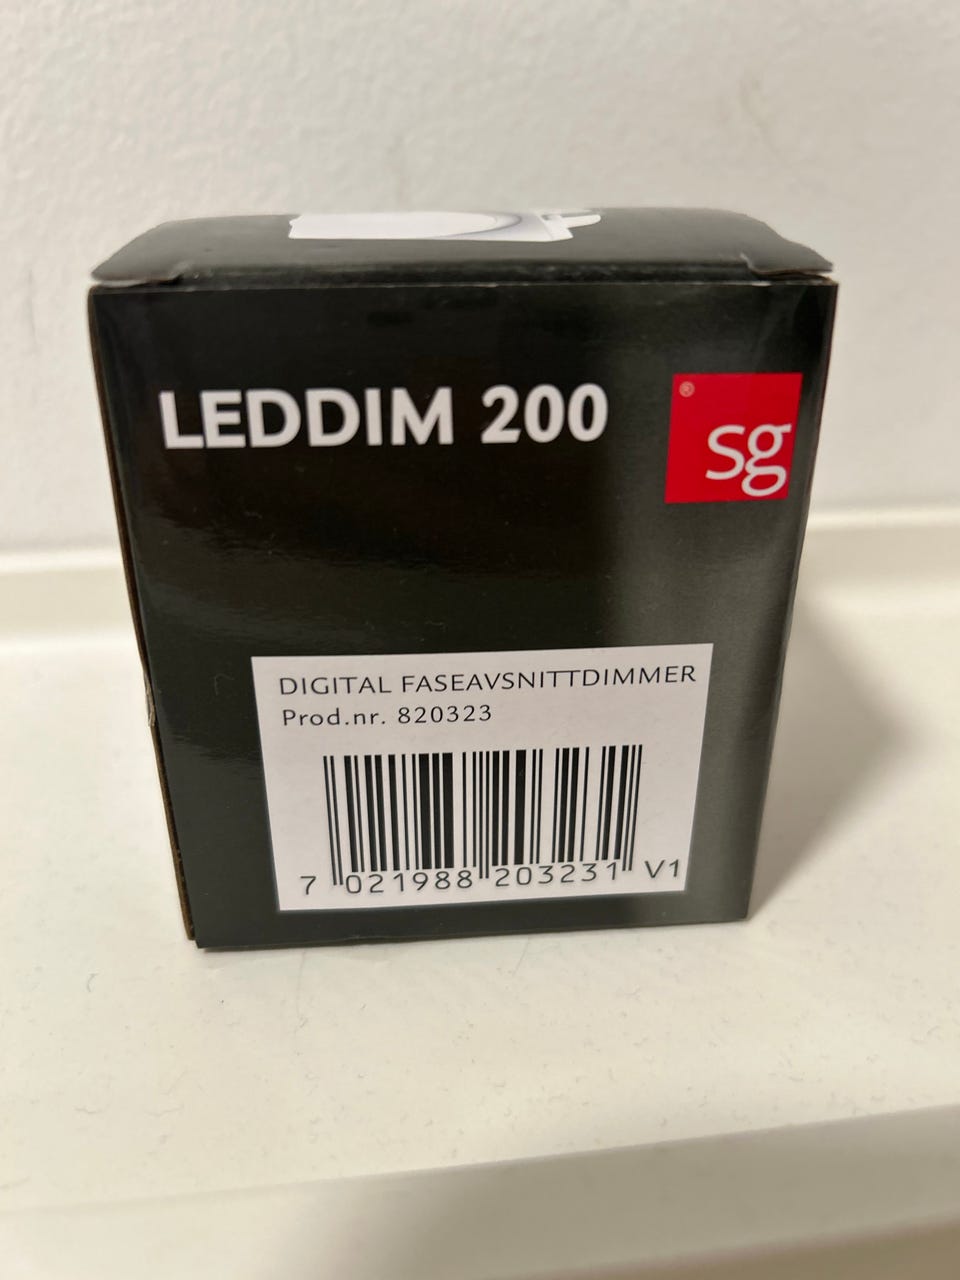 LEDDIM 200
®
sg
DIGITAL FASEAVSNITTDIMMER
Prod.nr. 820323
7 021988 203231 V1